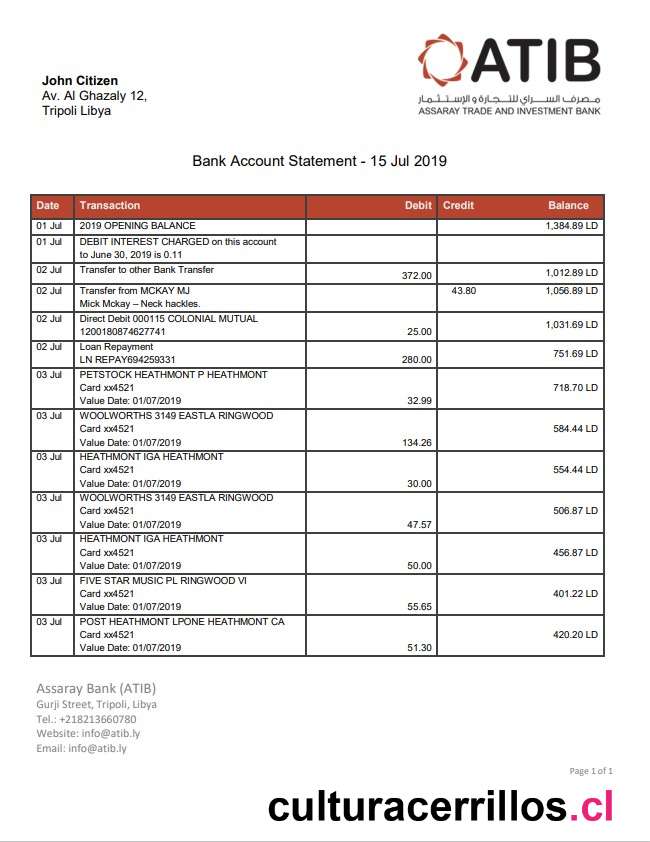 ATIB
مصرف السراي للتجارة و الإستثمار
ASSARAY TRADE AND INVESTMENT BANK
John Citizen
Av. Al Ghazaly 12,
Tripoli Libya
Bank Account Statement - 15 Jul 2019
Date Transaction Debit Credit Balance
01 Jul 2019 OPENING BALANCE 1,384.89 LD
01 Jul DEBIT INTEREST CHARGED on this account
to June 30, 2019 is 0.11
02 Jul Transfer to other Bank Transfer 372.00 1,012.89 LD
02 Jul Transfer from MCKAY MJ 43.80 1,056.89 LD
Mick Mckay – Neck hackles.
02 Jul Direct Debit 000115 COLONIAL MUTUAL 1,031.69 LD
1200180874627741 25.00
02 Jul Loan Repayment 751.69 LD
LN REPAY694259331 280.00
03 Jul PETSTOCK HEATHMONT P HEATHMONT
Card xx4521 718.70 LD
Value Date: 01/07/2019 32.99
03 Jul WOOLWORTHS 3149 EASTLA RINGWOOD
Card xx4521 584.44 LD
Value Date: 01/07/2019 134.26
03 Jul HEATHMONT IGA HEATHMONT
Card xx4521 554.44 LD
Value Date: 01/07/2019 30.00
03 Jul WOOLWORTHS 3149 EASTLA RINGWOOD
Card xx4521 506.87 LD
Value Date: 01/07/2019 47.57
03 Jul HEATHMONT IGA HEATHMONT
Card xx4521 456.87 LD
Value Date: 01/07/2019 50.00
03 Jul FIVE STAR MUSIC PL RINGWOOD VI
Card xx4521 401.22 LD
Value Date: 01/07/2019 55.65
03 Jul POST HEATHMONT LPONE HEATHMONT CA
Card xx4521 420.20 LD
Value Date: 01/07/2019 51.30
Assaray Bank (ATIB)
Gurji Street, Tripoli, Libya
Tel.: +218213660780
Website: info@atib.ly
Email: info@atib.ly
Page 1 of 1
culturacerrillos.cl